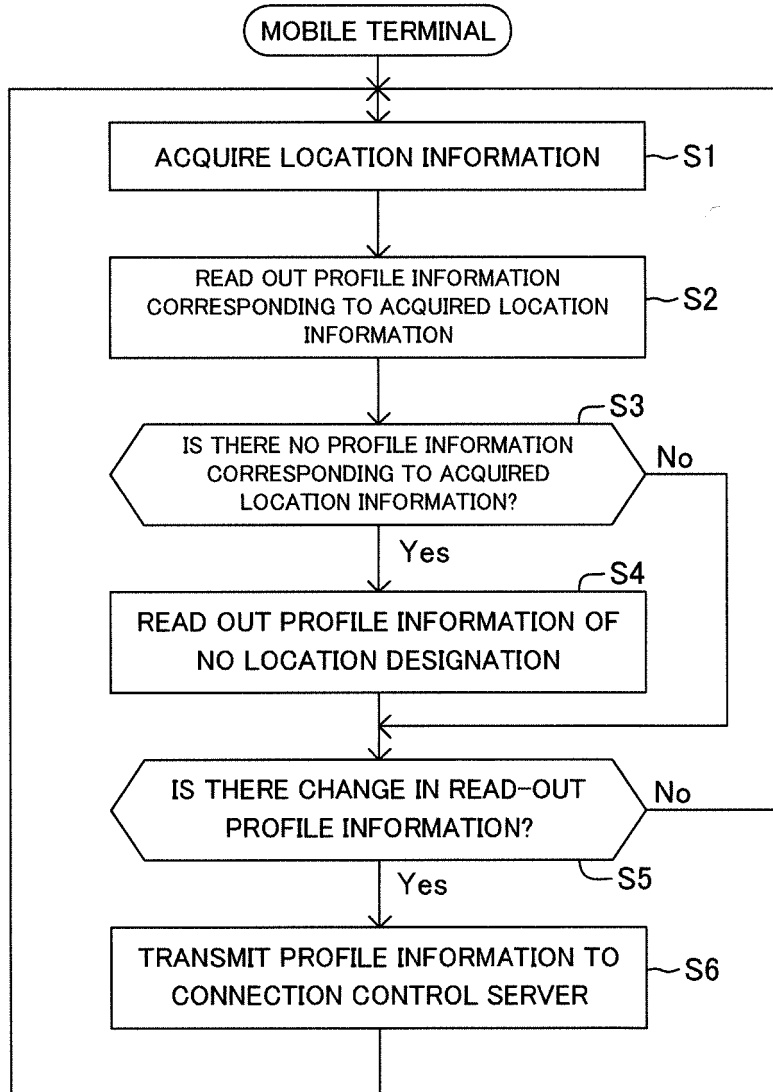 MOBILE TERMINAL
ACQUIRE LOCATION INFORMATION
S1
READ OUT PROFILE INFORMATION
CORRESPONDING TO ACQUIRED LOCATION
INFORMATION
S2
S3
IS THERE NO PROFILE INFORMATION
CORRESPONDING TO ACQUIRED
LOCATION INFORMATION?
No
Yes
S4
READ OUT PROFILE INFORMATION OF
NO LOCATION DESIGNATION
IS THERE CHANGE IN READ-OUT
PROFILE INFORMATION?
No
S5
Yes
TRANSMIT PROFILE INFORMATION TO
CONNECTION CONTROL SERVER
S6